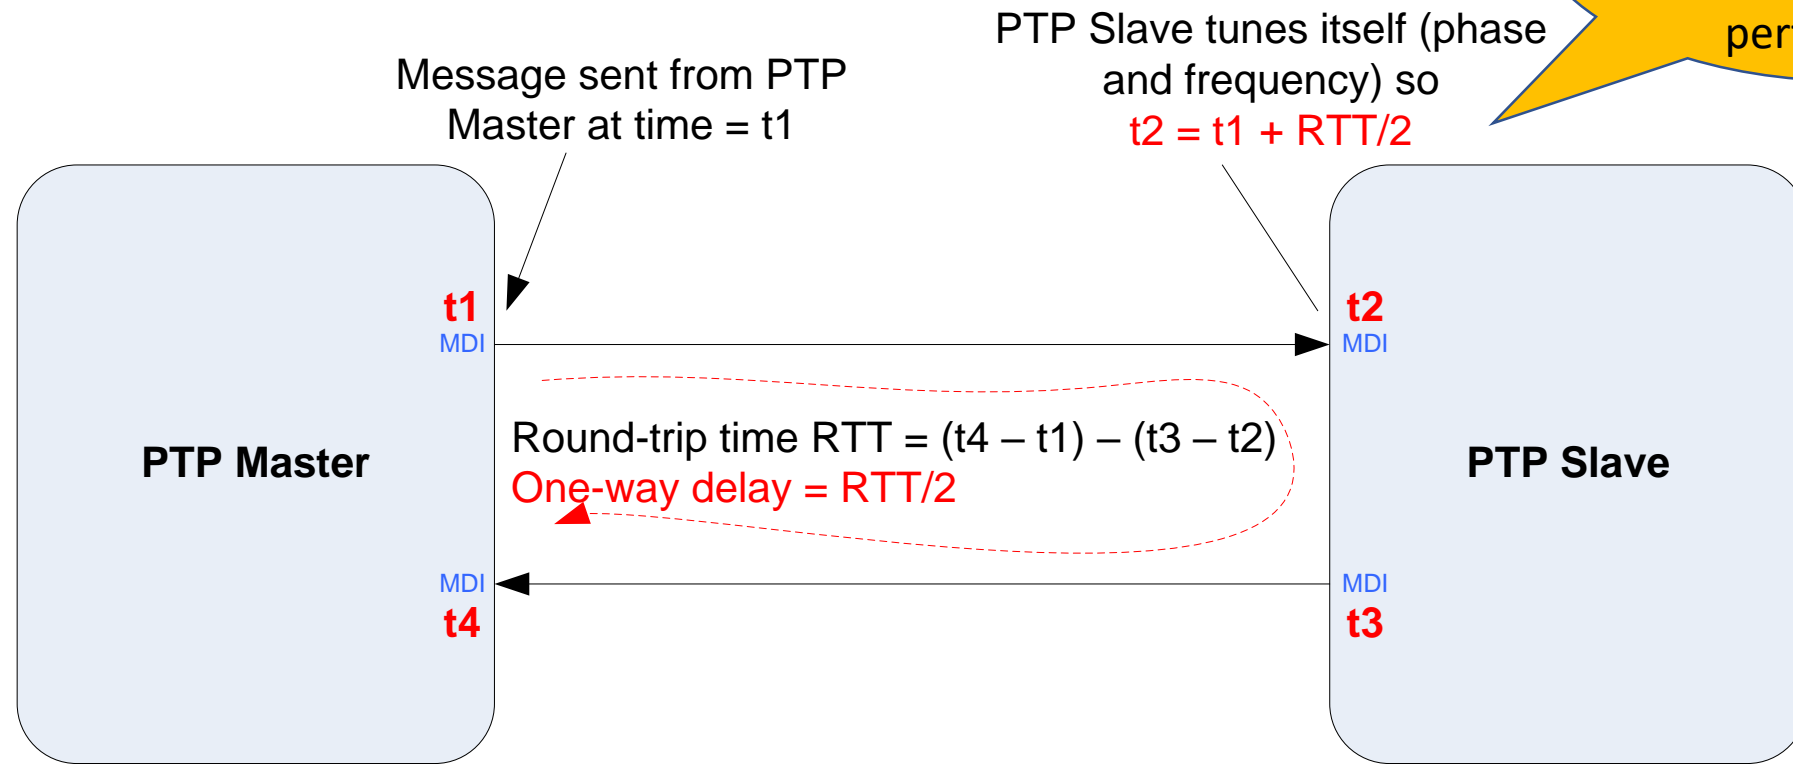 PTP Slave tunes itself (phase
and frequency) so
t2 = t1 + RTT/2
Message sent from PTP
Master at time = t1
t1
MDI
t2
MDI
Round-trip time RTT = (t4 – t1) – (t3 – t2)
One-way delay = RTT/2
PTP Master
PTP Slave
MDI
t4
MDI
t3